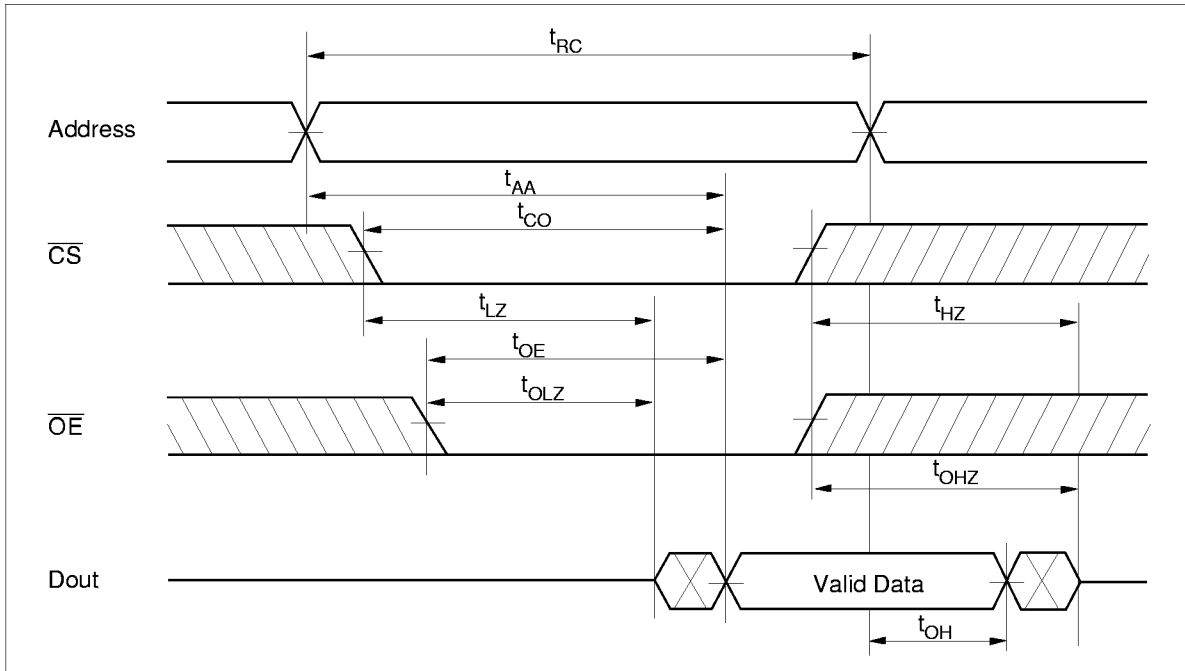 tRC
Address
tAA
tCO
CS
tLZ
tHZ
tOE
tOLZ
OE
tOHZ
Dout
Valid Data
tOH